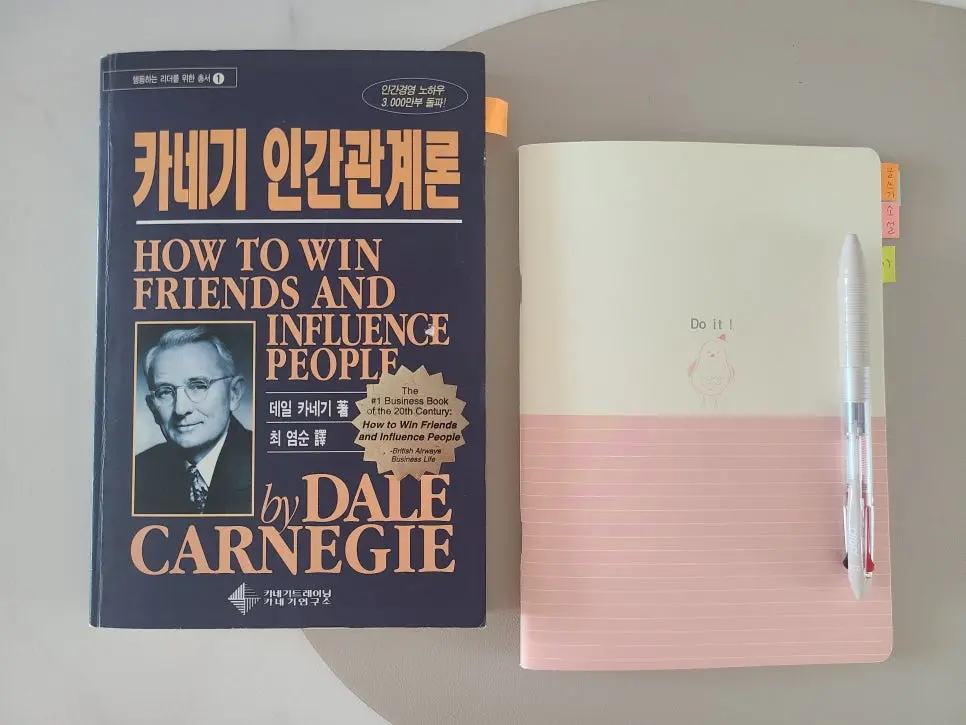 행동하는 리더를 위한 총서 1
인간경영 노하우
3.000만부 돌파!
카네기 인간관계론
HOW TO WIN
FRIENDS AND
INFLUENCE
PEOPLE
데일 카네기 著
최 염순 譯
The
#1 Business Book
of the 20th Century:
How to Win Friends
and Influence People
-British Airways
Business Life
by DALE
CARNEGIE
카네기트레이닝
카네기연구소
Do it !